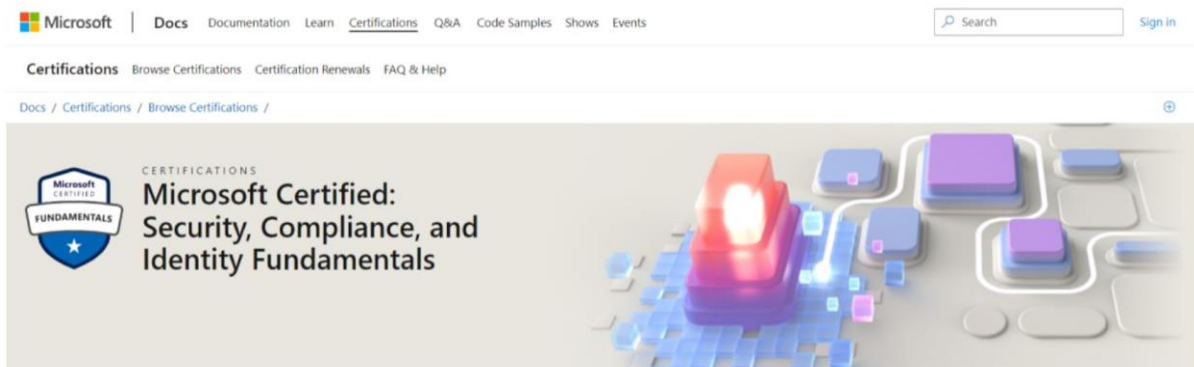 Microsoft Docs Documentation Learn Certifications Q&A Code Samples Shows Events Search Sign in
Certifications Browse Certifications Certification Renewals FAQ & Help
Docs / Certifications / Browse Certifications /
Microsoft
CERTIFIED
FUNDAMENTALS
CERTIFICATIONS
Microsoft Certified:
Security, Compliance, and
Identity Fundamentals